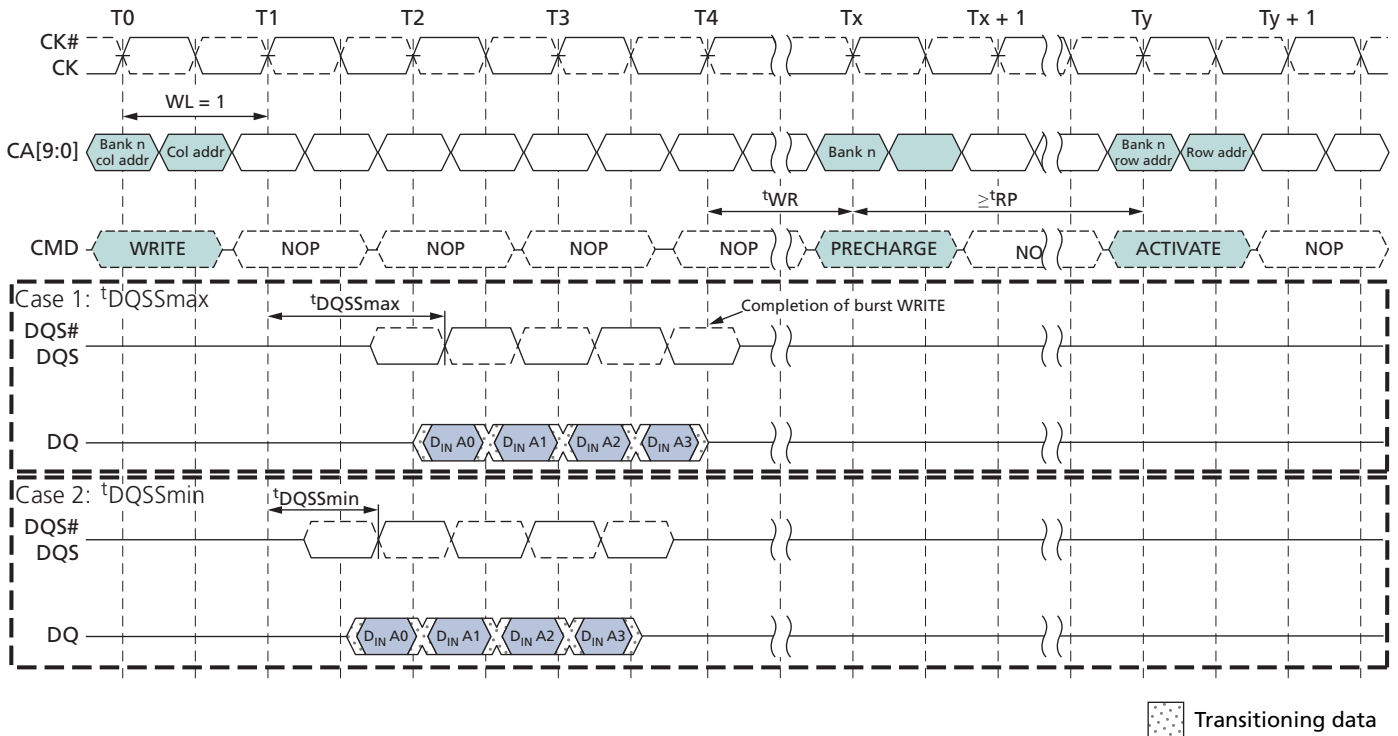 T0 T1 T2 T3 T4 Tx Tx + 1 Ty Ty + 1
CK#
CK
WL = 1
CA[9:0] Bank n col addr Col addr Bank n Bank n row addr Row addr
tWR ≥tRP
CMD WRITE NOP NOP NOP NOP PRECHARGE NO ACTIVATE NOP
Case 1: tDQSSmax
tDQSSmax
Completion of burst WRITE
DQS#
DQS
DQ DIN A0 DIN A1 DIN A2 DIN A3
Case 2: tDQSSmin
tDQSSmin
DQS#
DQS
DQ DIN A0 DIN A1 DIN A2 DIN A3
Transitioning data